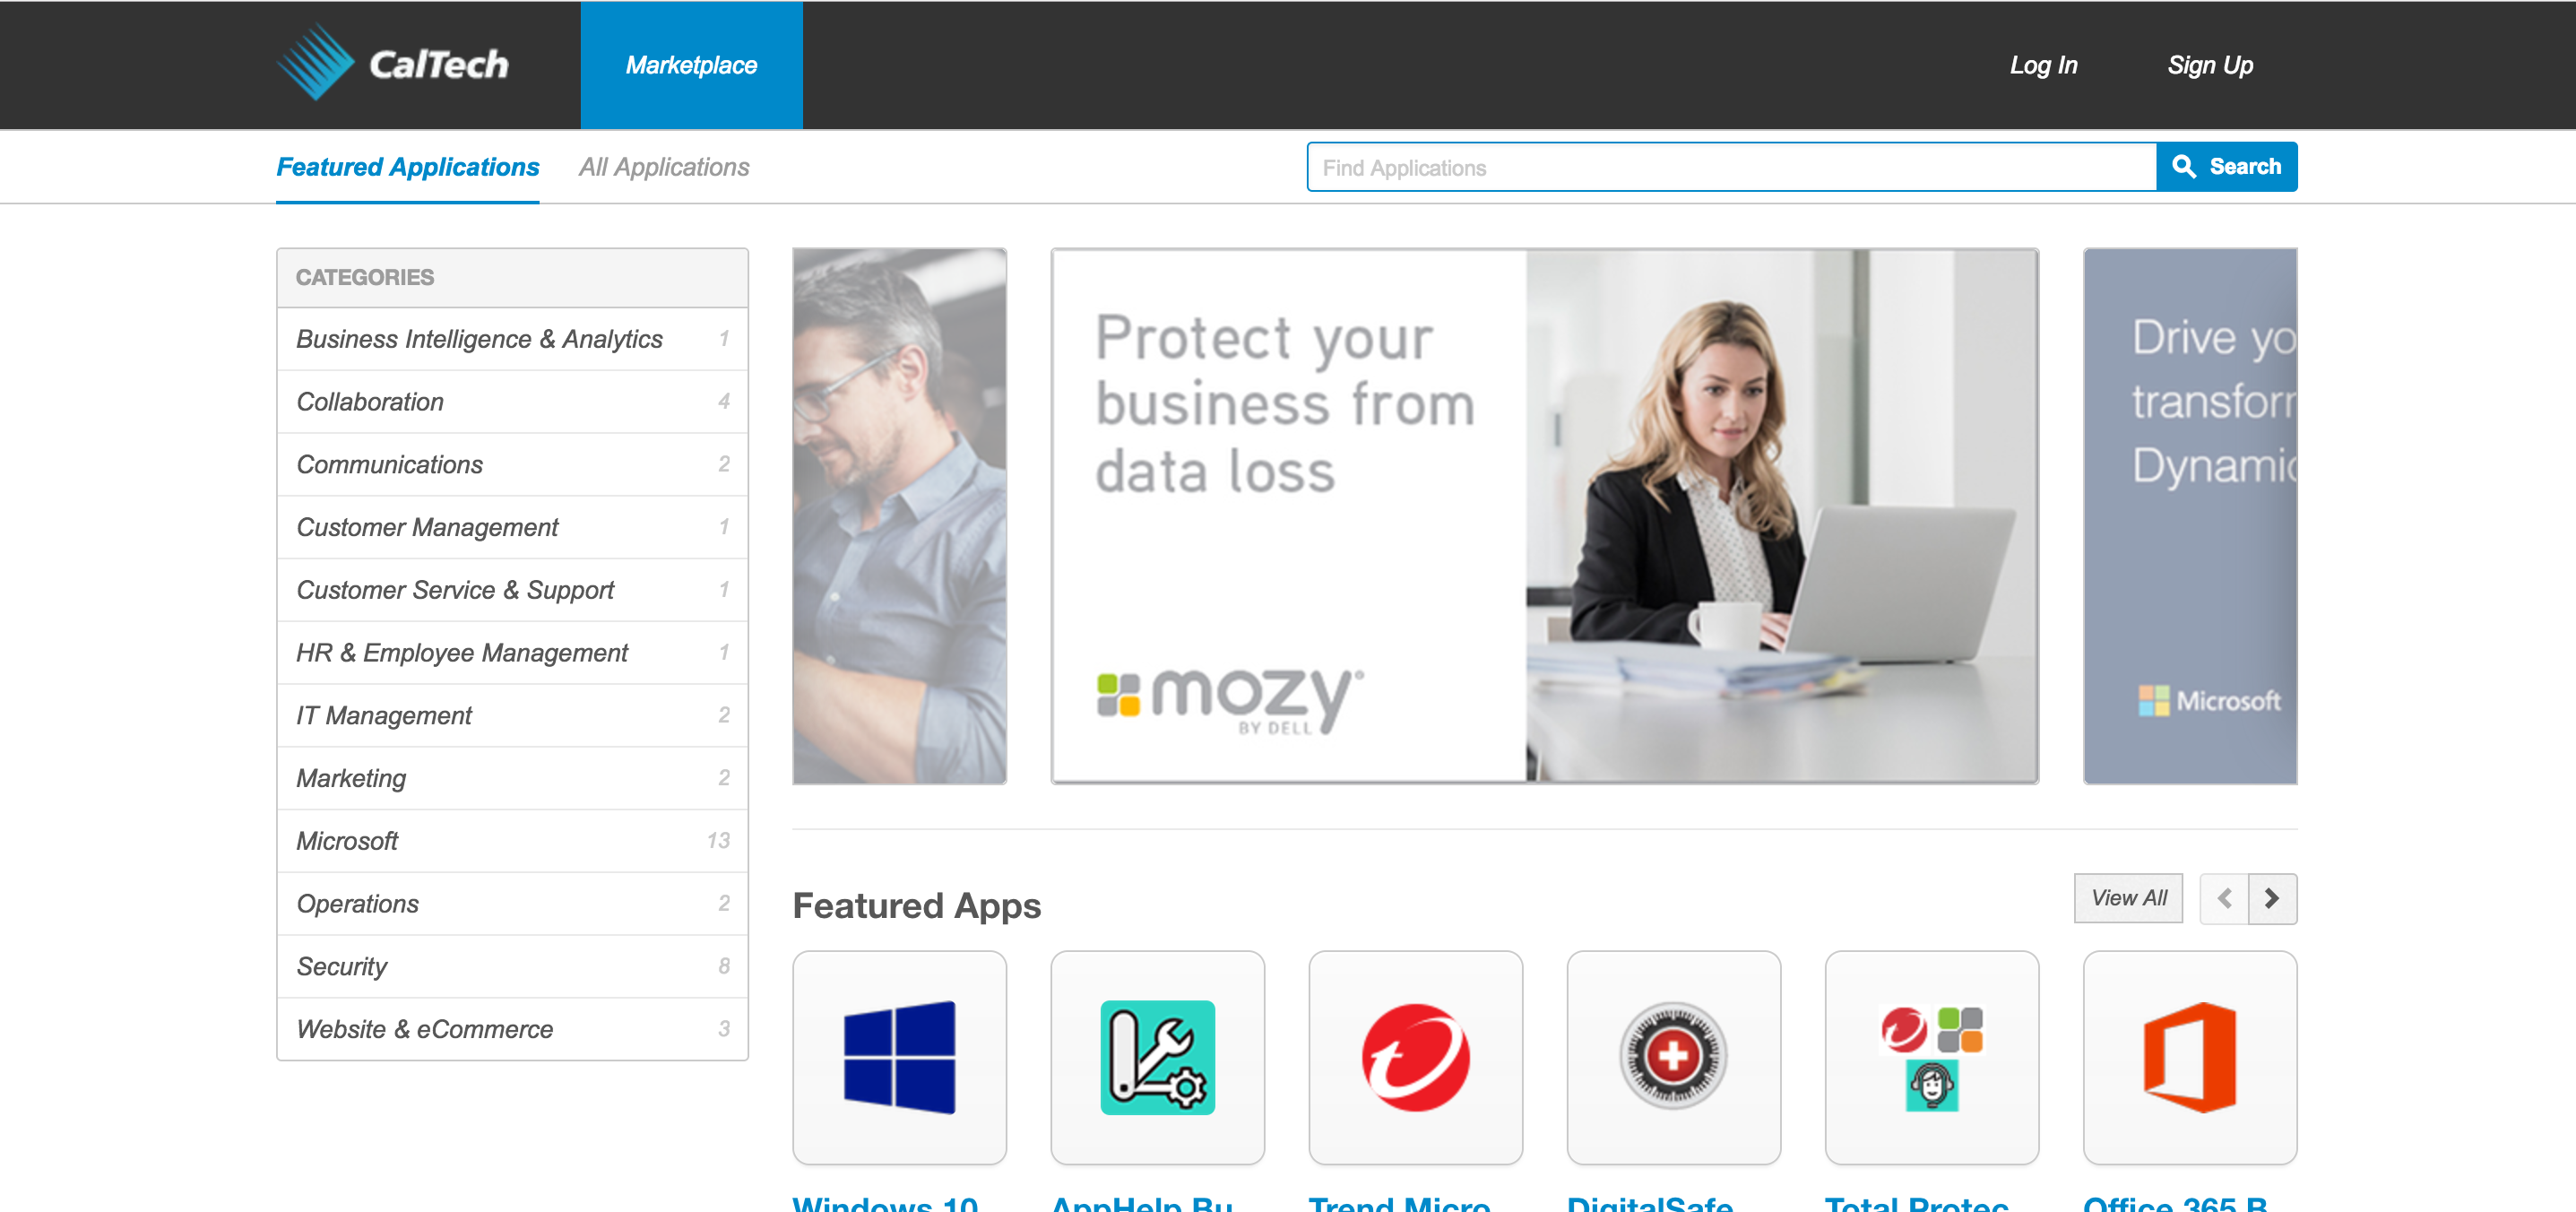 CalTech
Marketplace
Log In
Sign Up
Featured Applications
All Applications
Find Applications
Search
CATEGORIES
Business Intelligence & Analytics 1
Collaboration 4
Communications 2
Customer Management 1
Customer Service & Support 1
HR & Employee Management 1
IT Management 2
Marketing 2
Microsoft 13
Operations 2
Security 8
Website & eCommerce 3
Protect your
business from
data loss
mozy
BY DELL
Drive yo
transfor
Dynamic
Microsoft
Featured Apps
View All
Windows 10
AppHelp Bu
Trend Micro
DigitalSafe
Total Protec
Office 365 B